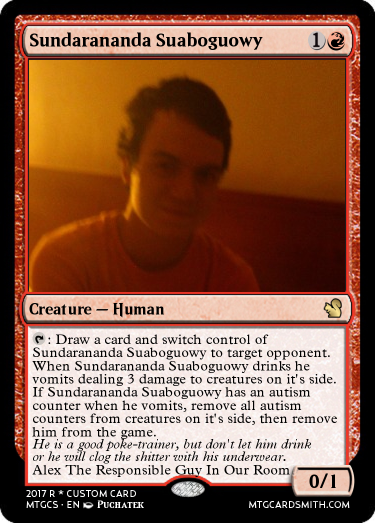 Sundarananda Suaboguowy 1
Creature — Human
: Draw a card and switch control of
Sundarananda Suaboguowy to target opponent.
When Sundarananda Suaboguowy drinks he
vomits dealing 3 damage to creatures on it's side.
If Sundarananda Suaboguowy has an autism
counter when he vomits, remove all autism
counters from creatures on your side, then remove
him from the game.
He is a good poke-trainer, but don't let him drink
or he will clog the shitter with his underwear.
Alex The Responsible Guy In Our Room
0/1
2017 R * CUSTOM CARD
MTGCS · EN PUCHATEK
MTGCARDSMITH.COM